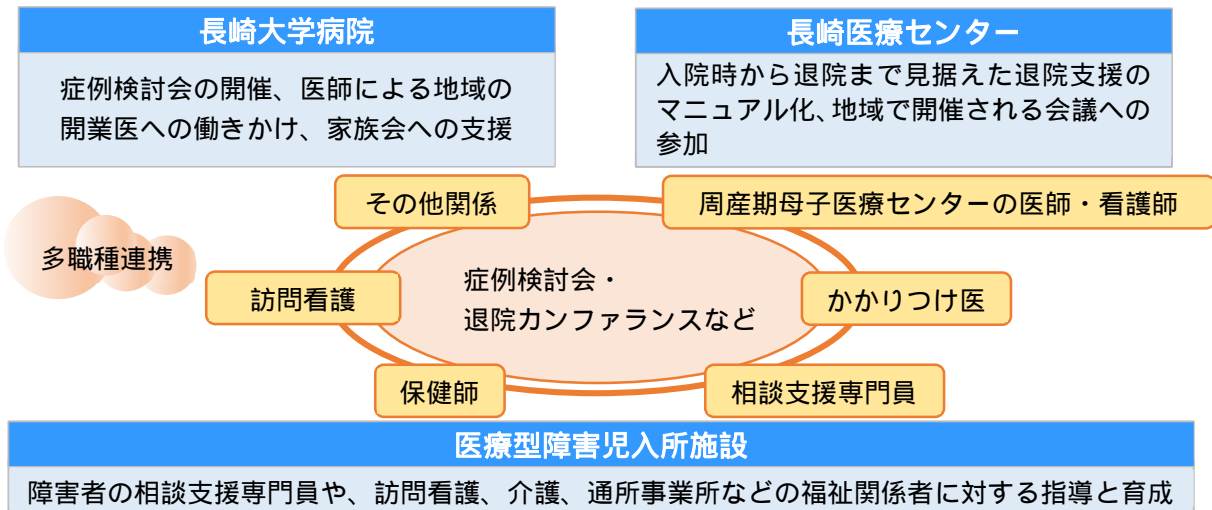 長崎大学病院
症例検討会の開催、医師による地域の
開業医への働きかけ、家族会への支援
長崎医療センター
入院時から退院まで見据えた退院支援の
マニュアル化、地域で開催される会議への
参加
その他関係
周産期母子医療センターの医師・看護師
多職種連携
訪問看護
症例検討会・
退院カンファランスなど
かかりつけ医
保健師
相談支援専門員
医療型障害児入所施設
障害者の相談支援専門員や、訪問看護、介護、通所事業所などの福祉関係者に対する指導と育成